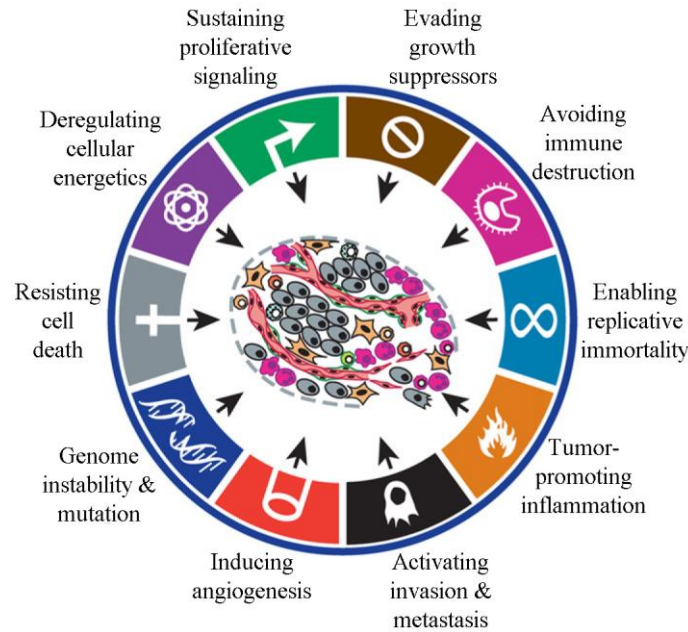 Sustaining
proliferative
signaling
Evading
growth
suppressors
Avoiding
immune
destruction
Enabling
replicative
immortality
Tumor-
promoting
inflammation
Activating
invasion &
metastasis
Inducing
angiogenesis
Genome
instability &
mutation
Resisting
cell
death
Deregulating
cellular
energetics